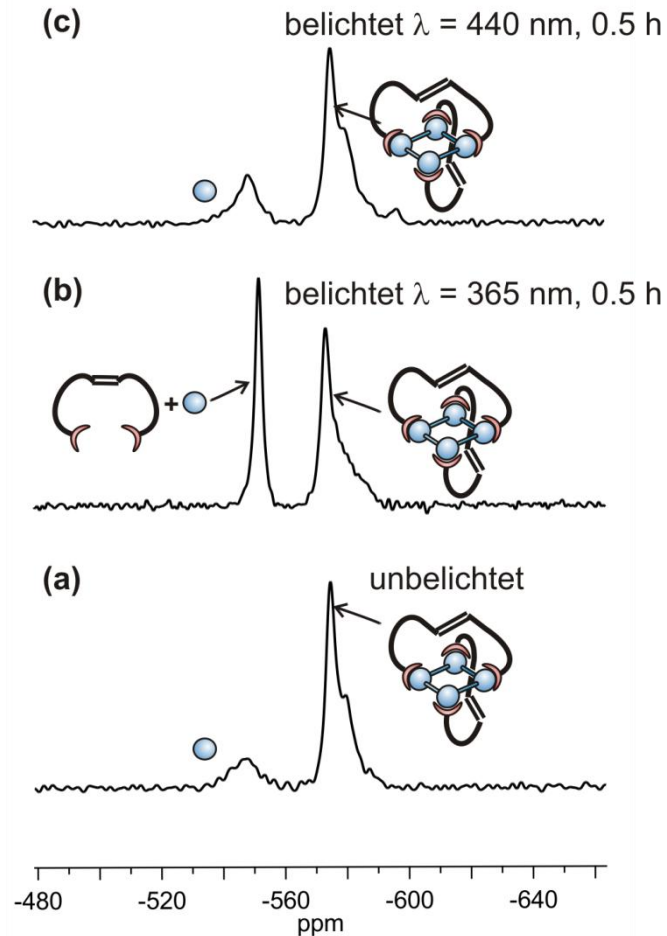 (c) belichtet λ = 440 nm, 0.5 h
(b) belichtet λ = 365 nm, 0.5 h
+
(a) unbelichtet
-480 -520 -560 -600 -640
ppm